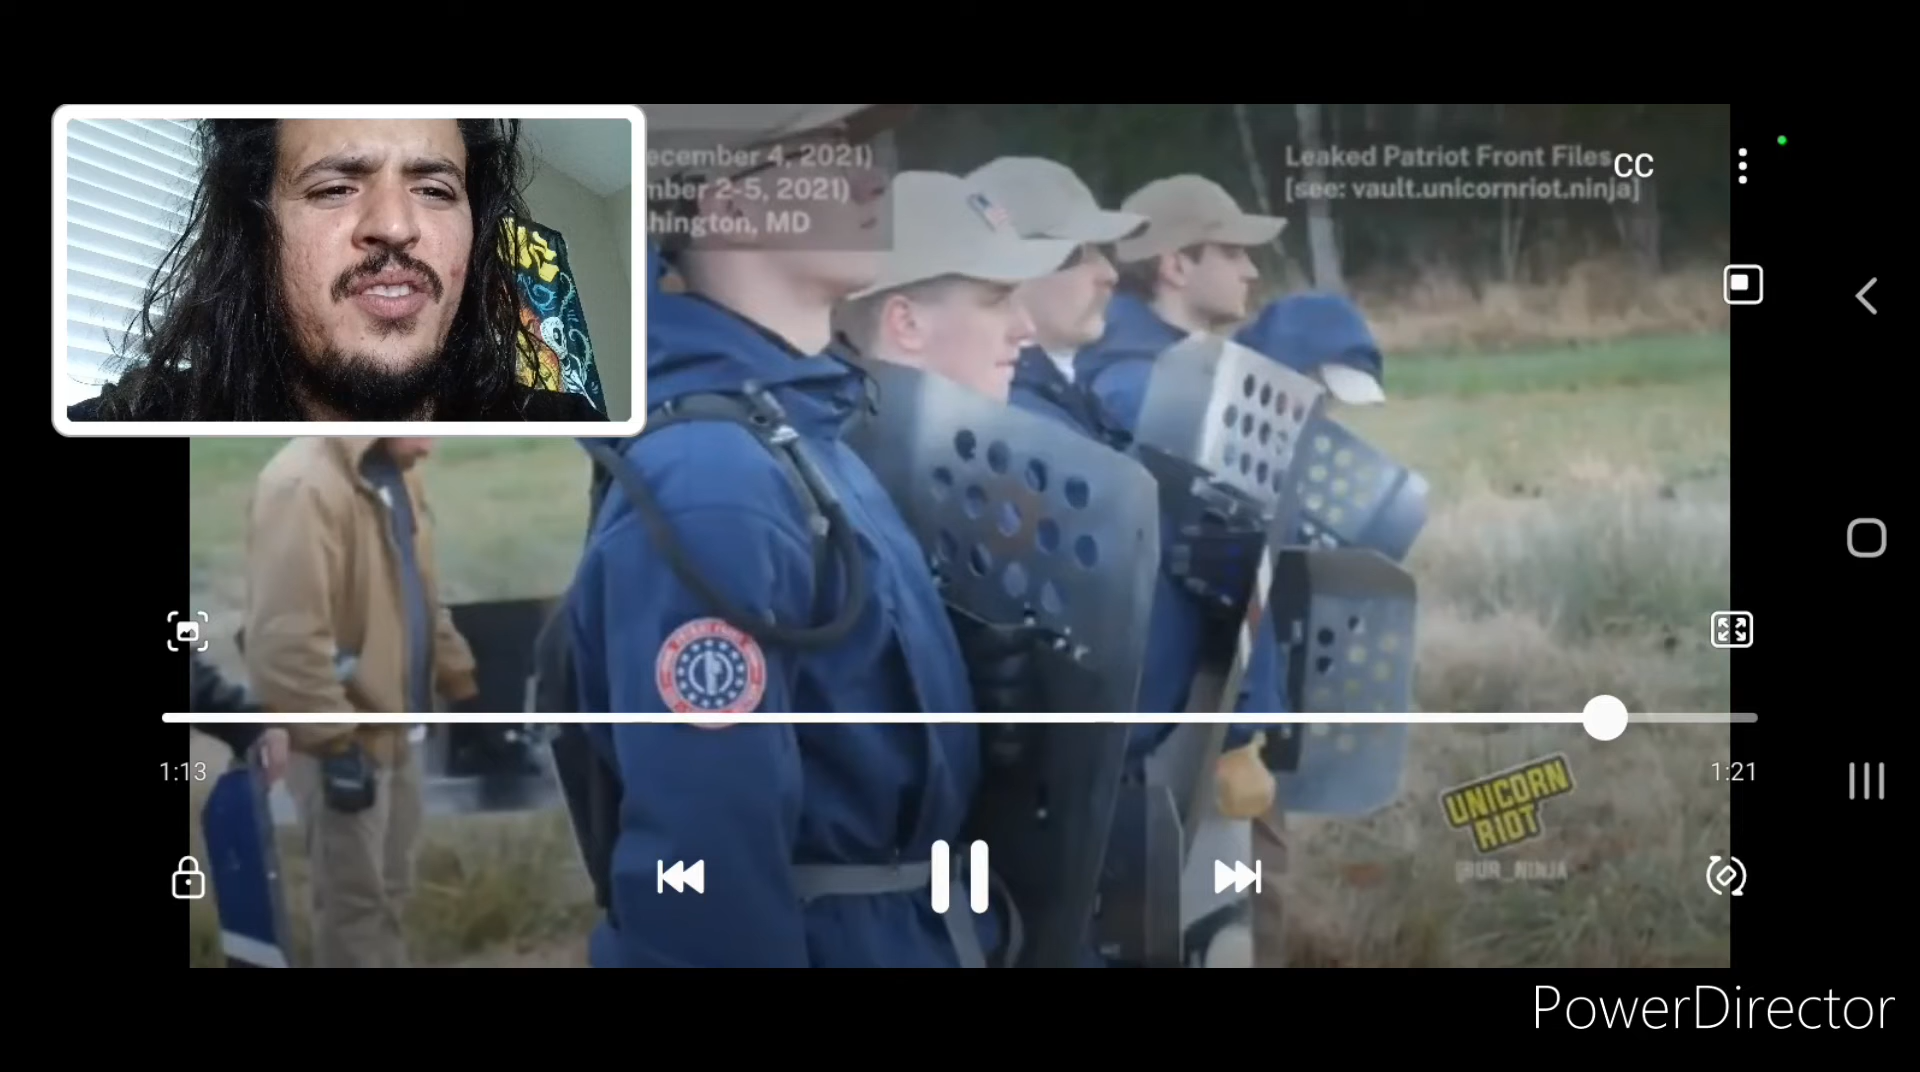 ecember 4, 2021)
mber 2-5, 2021)
hington, MD
Leaked Patriot Front Files
[see: vault.unicornriot.ninja]
CC
1:13
1:21
UNICORN
RIOT
@UR_NINJA
PowerDirector